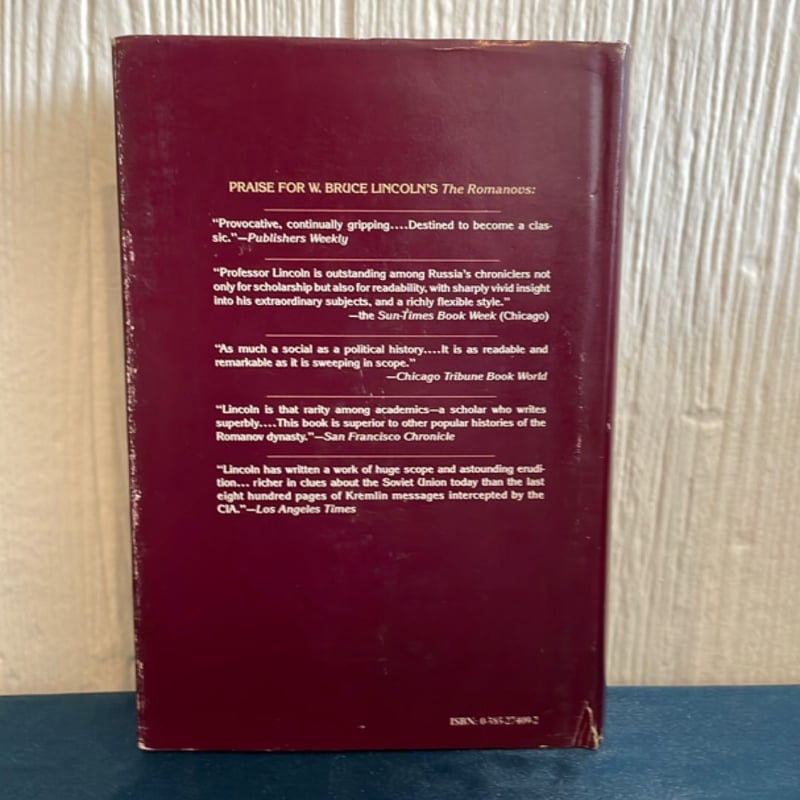 PRAISE FOR W. BRUCE LINCOLN'S The Romanovs:
"Provocative, continually gripping....Destined to become a clas-
sic."—Publishers Weekly
"Professor Lincoln is outstanding among Russia's chroniclers not
only for scholarship but also for readability, with sharply vivid insight
into his extraordinary subjects, and a richly flexible style."
—the Sun-Times Book Week (Chicago)
"As much a social as a political history....It is as readable and
remarkable as it is sweeping in scope."
—Chicago Tribune Book World
"Lincoln is that rarity among academics—a scholar who writes
superbly....This book is superior to other popular histories of the
Romanov dynasty."—San Francisco Chronicle
"Lincoln has written a work of huge scope and astounding erudi-
tion... richer in clues about the Soviet Union today than the last
eight hundred pages of Kremlin messages intercepted by the
CIA."—Los Angeles Times
ISBN: 0-385-27409-2